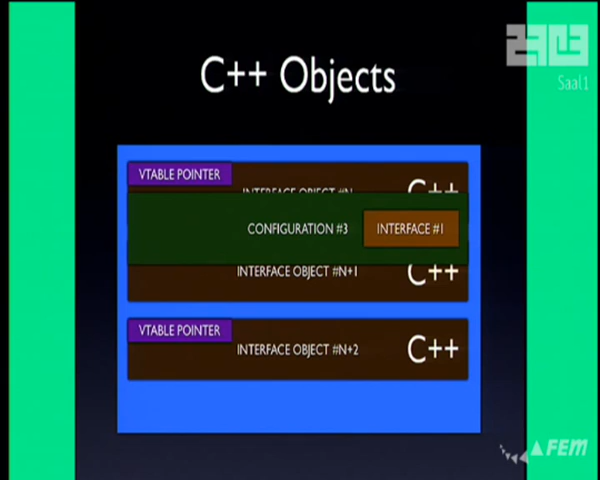 C++ Objects
Saal1
VTABLE POINTER
INTERFACE OBJECT #N
C++
CONFIGURATION #3
INTERFACE #1
INTERFACE OBJECT #N+1
C++
VTABLE POINTER
INTERFACE OBJECT #N+2
C++
FEM